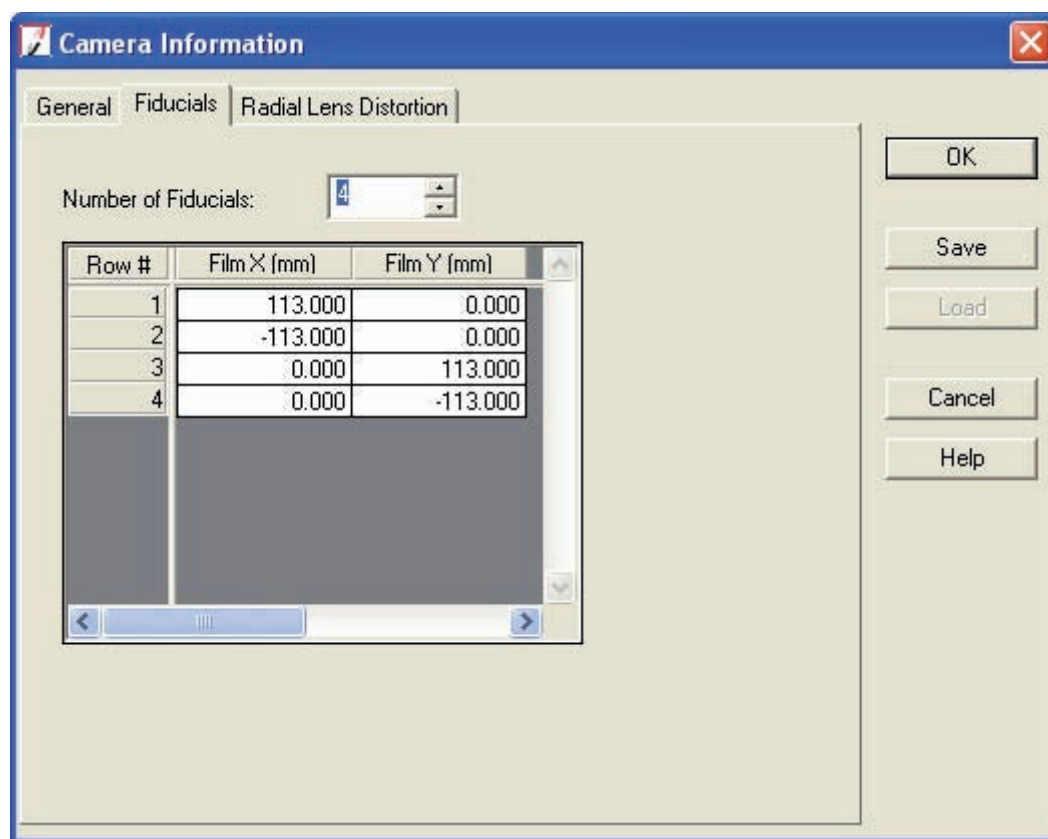 Camera Information
General Fiducials Radial Lens Distortion
OK
Number of Fiducials: 4
Save
Row # Film X (mm) Film Y (mm)
1 113.000 0.000
Load
2 -113.000 0.000
3 0.000 113.000
4 0.000 -113.000
Cancel
Help